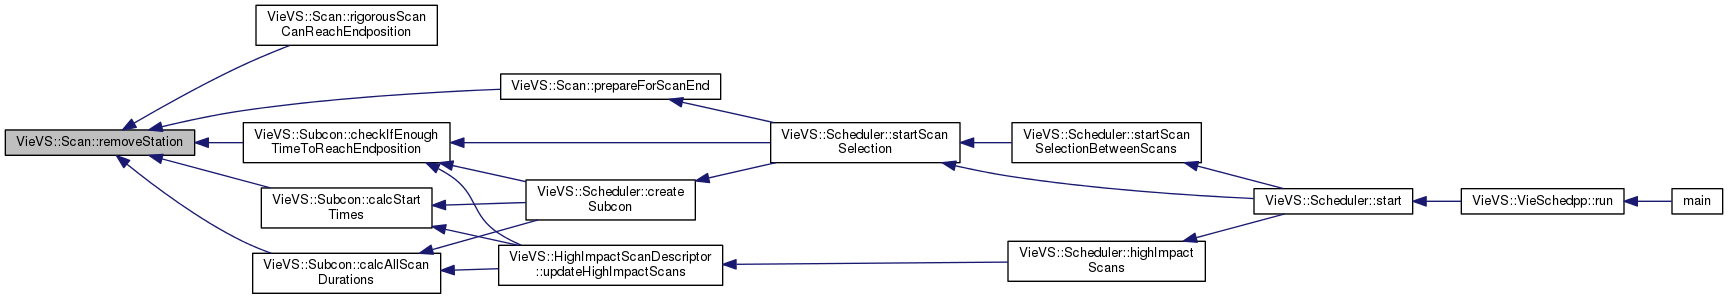 VieVS::Scan::rigorousScan
CanReachEndposition
VieVS::Scan::prepareForScanEnd
VieVS::Scan::removeStation
VieVS::Subcon::checkIfEnough
TimeToReachEndposition
VieVS::Scheduler::startScan
Selection
VieVS::Scheduler::startScan
SelectionBetweenScans
VieVS::Subcon::calcStart
Times
VieVS::Scheduler::create
Subcon
VieVS::Scheduler::start
VieVS::VieSchedpp::run
main
VieVS::Subcon::calcAllScan
Durations
VieVS::HighImpactScanDescriptor
::updateHighImpactScans
VieVS::Scheduler::highImpact
Scans